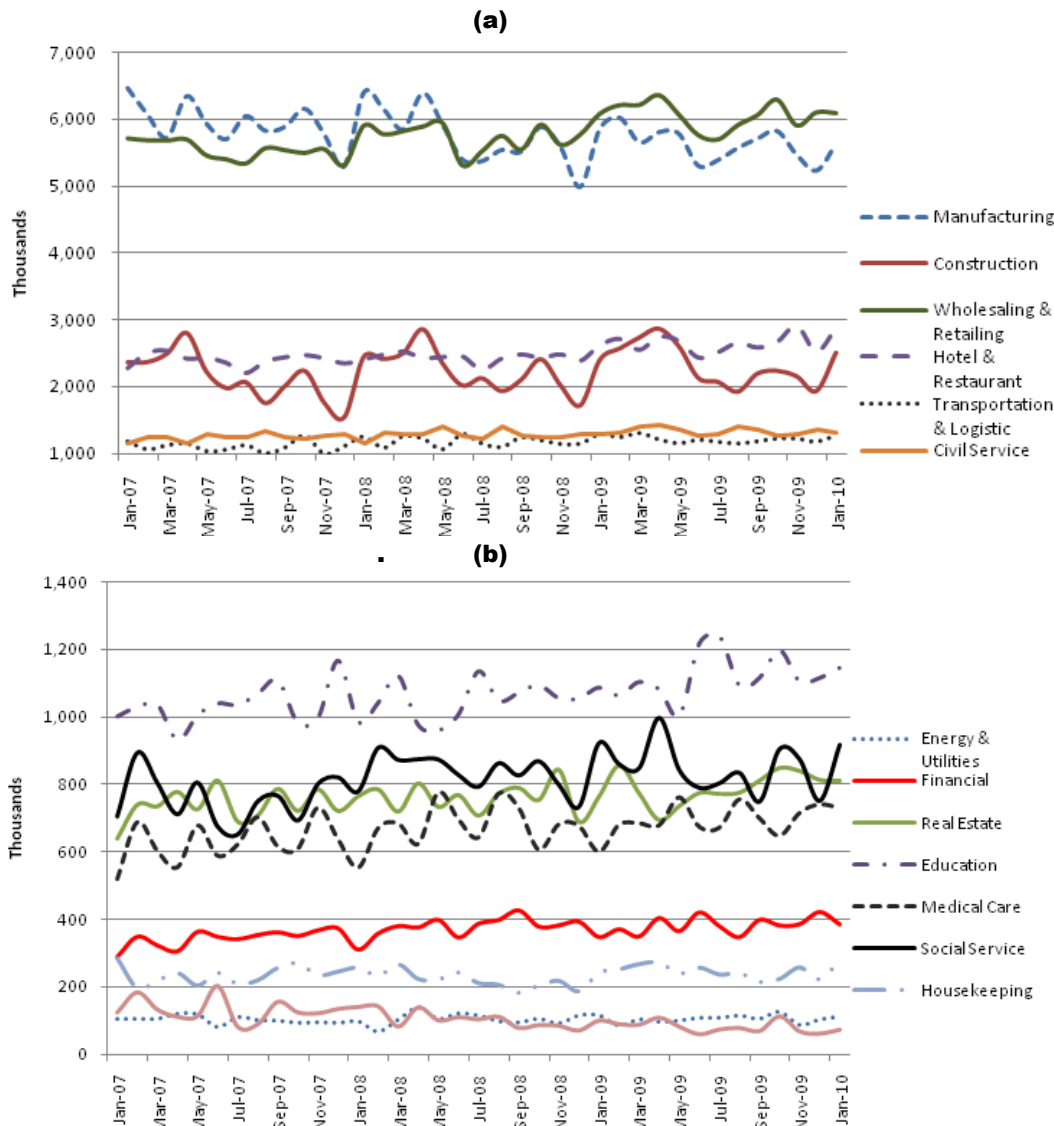 (a)
7,000
6,000
5,000
4,000
3,000
2,000
1,000
Thousands
Jan-07
Mar-07
May-07
Jul-07
Sep-07
Nov-07
Jan-08
Mar-08
May-08
Jul-08
Sep-08
Nov-08
Jan-09
Mar-09
May-09
Jul-09
Sep-09
Nov-09
Jan-10
Manufacturing
Construction
Wholesaling &
Retailing
Hotel &
Restaurant
Transportation
& Logistic
Civil Service
. (b)
1,400
1,200
1,000
800
600
400
200
0
Thousands
Jan-07
Mar-07
May-07
Jul-07
Sep-07
Nov-07
Jan-08
Mar-08
May-08
Jul-08
Sep-08
Nov-08
Jan-09
Mar-09
May-09
Jul-09
Sep-09
Nov-09
Jan-10
Energy &
Utilities
Financial
Real Estate
Education
Medical Care
Social Service
Housekeeping